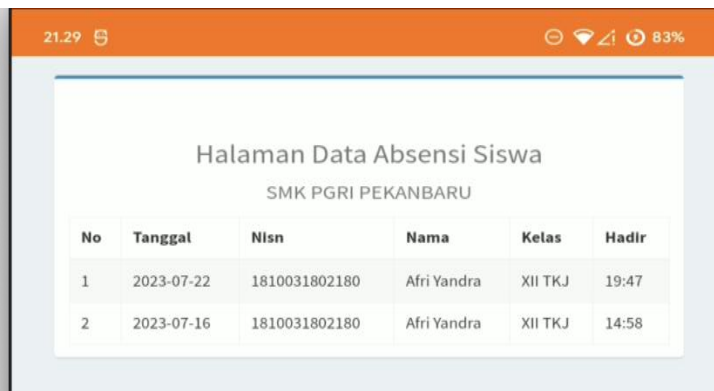 21.29 83%
Halaman Data Absensi Siswa
SMK PGRI PEKANBARU
No Tanggal Nisn Nama Kelas Hadir
1 2023-07-22 1810031802180 Afri Yandra XII TKJ 19:47
2 2023-07-16 1810031802180 Afri Yandra XII TKJ 14:58